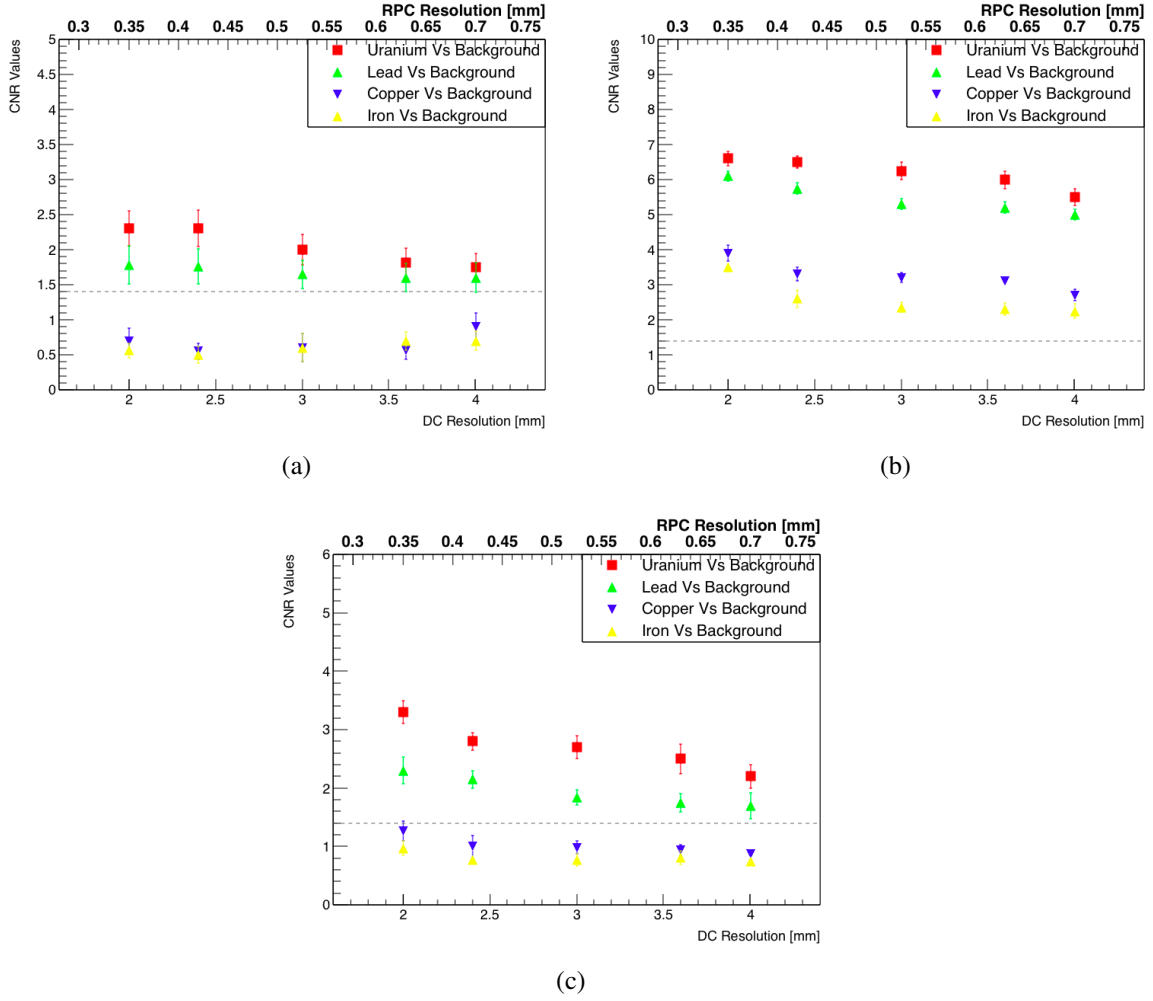 RPC Resolution [mm]
0.3 0.35 0.4 0.45 0.5 0.55 0.6 0.65 0.7 0.75
CNR Values
5
4.5
4
3.5
3
2.5
2
1.5
1
0.5
0
Uranium Vs Background
Lead Vs Background
Copper Vs Background
Iron Vs Background
2 2.5 3 3.5 4
DC Resolution [mm]
(a)
RPC Resolution [mm]
0.3 0.35 0.4 0.45 0.5 0.55 0.6 0.65 0.7 0.75
CNR Values
10
9
8
7
6
5
4
3
2
1
0
Uranium Vs Background
Lead Vs Background
Copper Vs Background
Iron Vs Background
2 2.5 3 3.5 4
DC Resolution [mm]
(b)
RPC Resolution [mm]
0.3 0.35 0.4 0.45 0.5 0.55 0.6 0.65 0.7 0.75
CNR Values
6
5
4
3
2
1
0
Uranium Vs Background
Lead Vs Background
Copper Vs Background
Iron Vs Background
2 2.5 3 3.5 4
DC Resolution [mm]
(c)